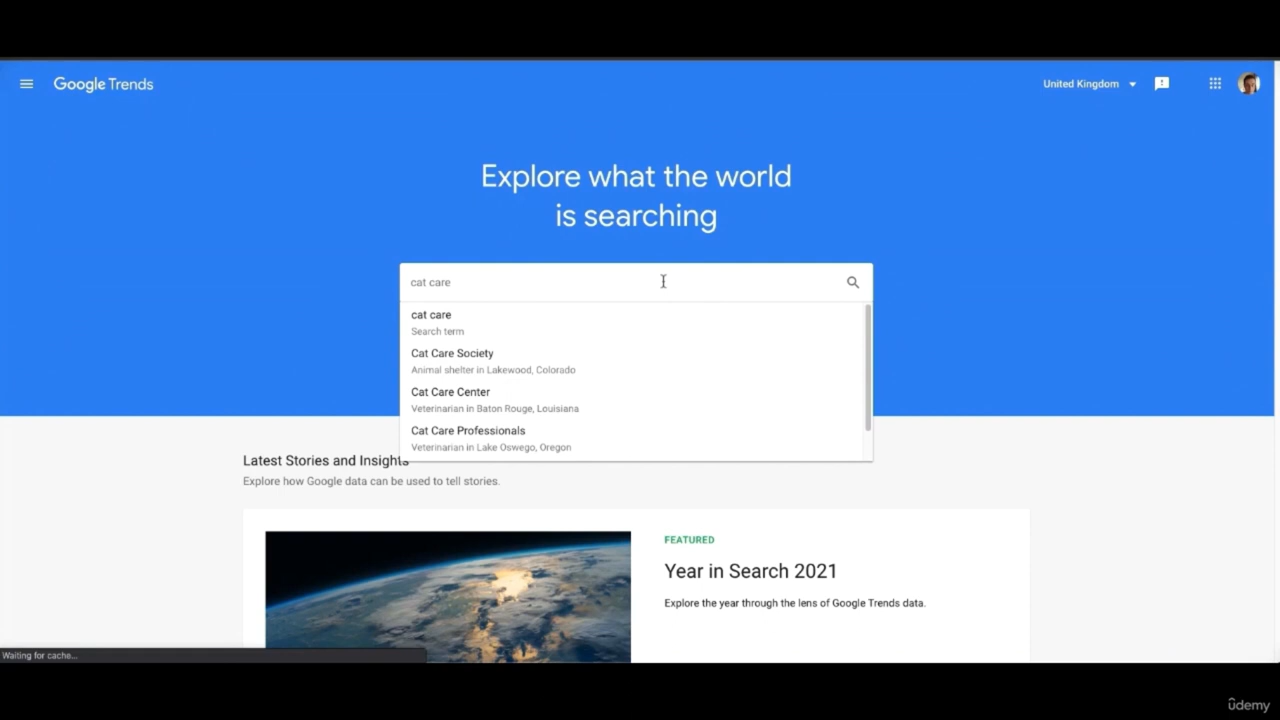 Google Trends
United Kingdom
Explore what the world
is searching
cat care
cat care
Search term
Cat Care Society
Animal shelter in Lakewood, Colorado
Cat Care Center
Veterinarian in Baton Rouge, Louisiana
Cat Care Professionals
Veterinarian in Lake Oswego, Oregon
Latest Stories and Insights
Explore how Google data can be used to tell stories.
FEATURED
Year in Search 2021
Explore the year through the lens of Google Trends data.
Waiting for cache...
ûdemy